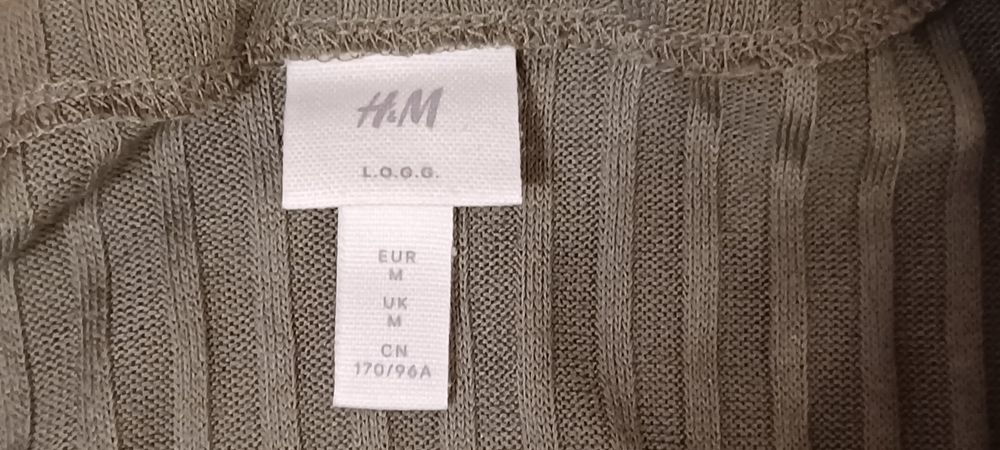 H&M
L.O.G.G.
EUR
M
UK
M
CN
170/96A